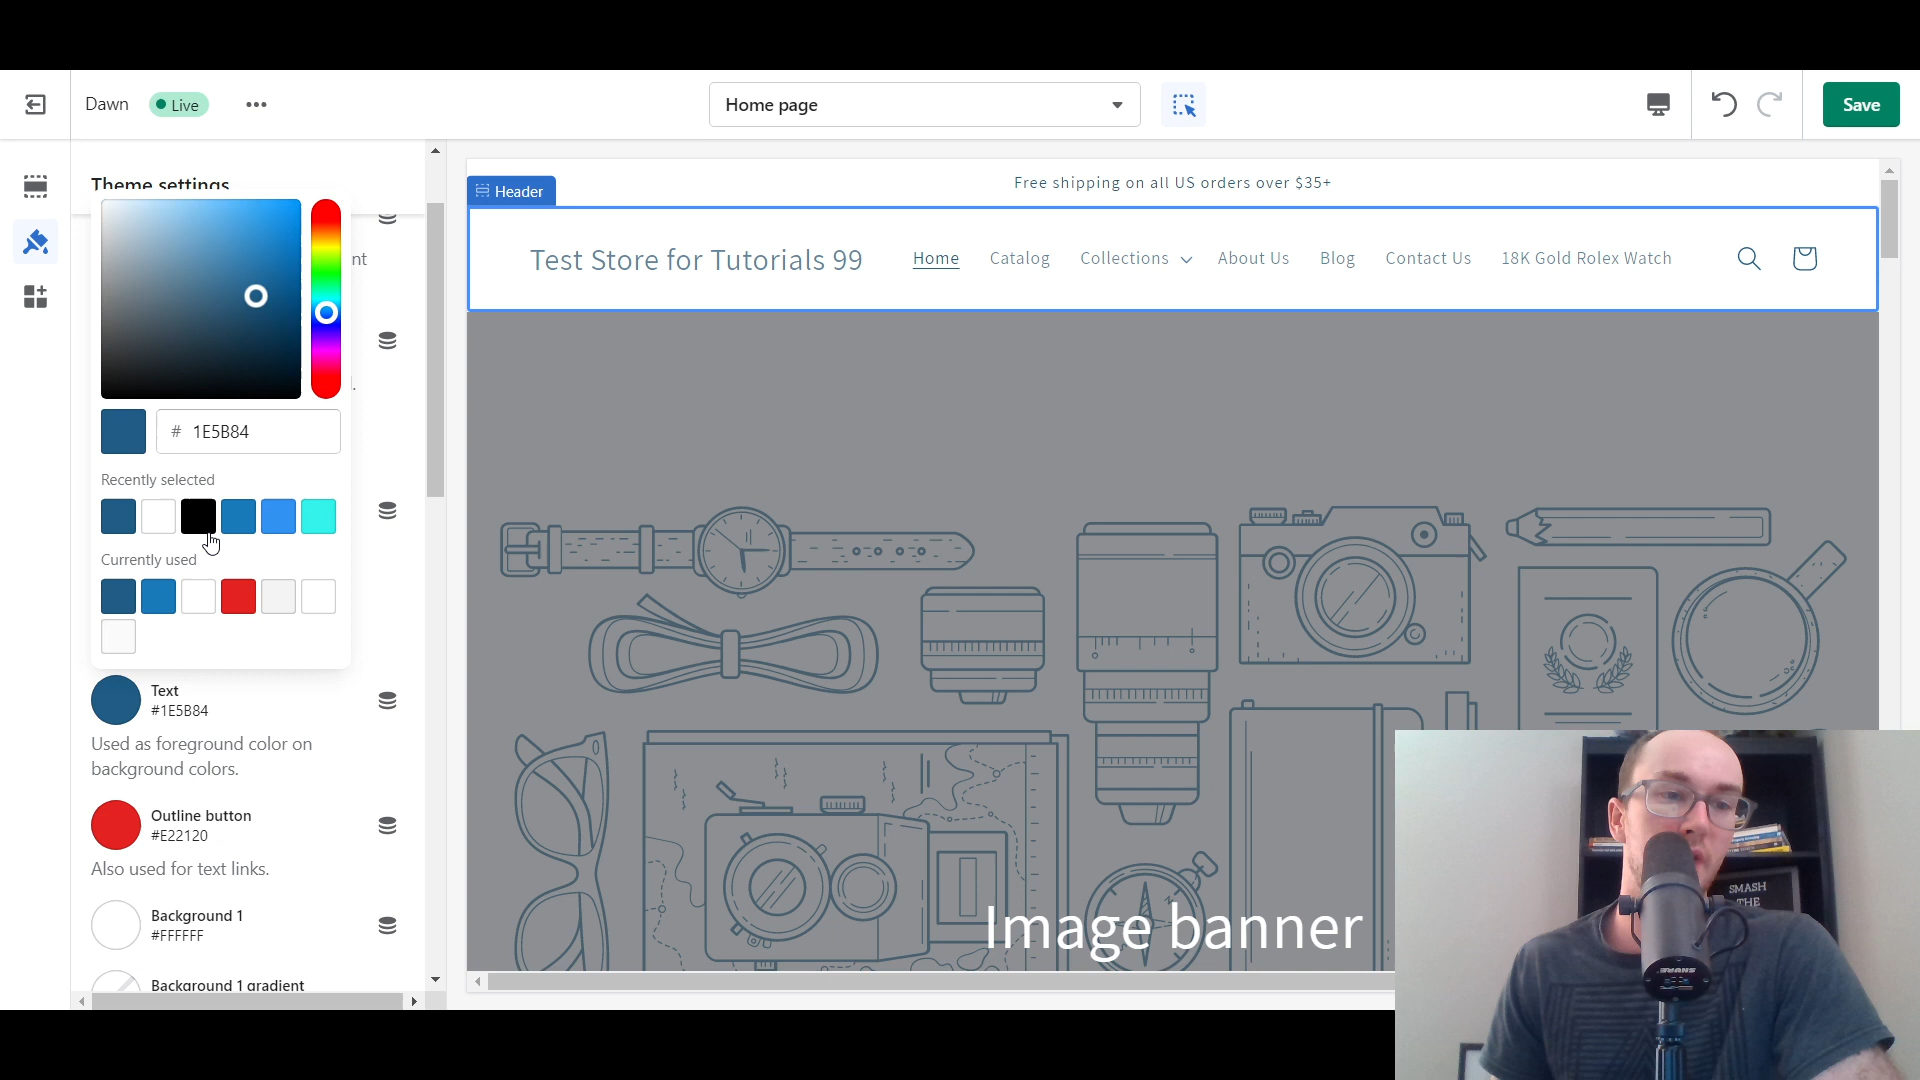 Dawn
Live
Home page
Save
Theme settings
nt
.
# 1E5B84
Recently selected
Currently used
Text
#1E5B84
Used as foreground color on
background colors.
Outline button
#E22120
Also used for text links.
Background 1
#FFFFFF
Background 1 gradient
Header
Free shipping on all US orders over $35+
Test Store for Tutorials 99
Home
Catalog
Collections
About Us
Blog
Contact Us
18K Gold Rolex Watch
Image banner
SMASH
THE
SHURE